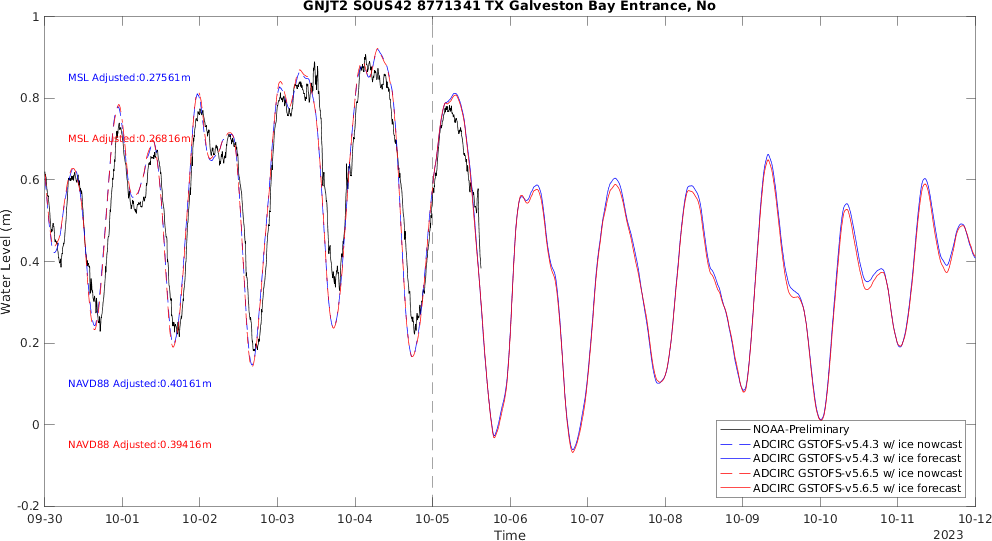 GNJT2 SOUS42 8771341 TX Galveston Bay Entrance, No
1
0.8
0.6
0.4
0.2
0
-0.2
Water Level (m)
MSL Adjusted:0.27561m
MSL Adjusted:0.26816m
NAVD88 Adjusted:0.40161m
NAVD88 Adjusted:0.39416m
NOAA-Preliminary
ADCIRC GSTOFS-v5.4.3 w/ ice nowcast
ADCIRC GSTOFS-v5.4.3 w/ ice forecast
ADCIRC GSTOFS-v5.6.5 w/ ice nowcast
ADCIRC GSTOFS-v5.6.5 w/ ice forecast
09-30 10-01 10-02 10-03 10-04 10-05 10-06 10-07 10-08 10-09 10-10 10-11 10-12
Time
2023